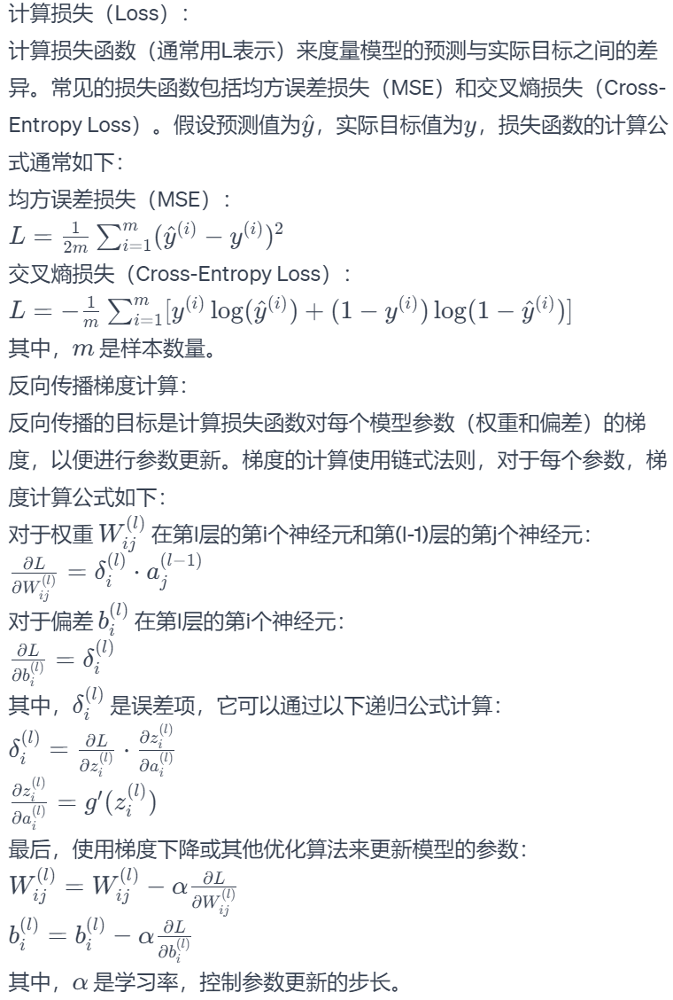 计算损失（Loss）：
计算损失函数（通常用L表示）来度量模型的预测与实际目标之间的差
异。常见的损失函数包括均方误差损失（MSE）和交叉熵损失（Cross-
Entropy Loss）。假设预测值为ŷ，实际目标值为y，损失函数的计算公
式通常如下：
均方误差损失（MSE）：
$L = \frac{1}{2m} \sum_{i=1}^{m} (\hat{y}^{(i)} - y^{(i)})^2$
交叉熵损失（Cross-Entropy Loss）：
$L = -\frac{1}{m} \sum_{i=1}^{m} [y^{(i)} \log(\hat{y}^{(i)}) + (1 - y^{(i)}) \log(1 - \hat{y}^{(i)})]$
其中，$m$ 是样本数量。
反向传播梯度计算：
反向传播的目标是计算损失函数对每个模型参数（权重和偏差）的梯
度，以便进行参数更新。梯度的计算使用链式法则，对于每个参数，梯
度计算公式如下：
对于权重 $W_{ij}^{(l)}$ 在第l层的第i个神经元和第(l-1)层的第j个神经元：
$\frac{\partial L}{\partial W_{ij}^{(l)}} = \delta_i^{(l)} \cdot a_j^{(l-1)}$
对于偏差 $b_i^{(l)}$ 在第l层的第i个神经元：
$\frac{\partial L}{\partial b_i^{(l)}} = \delta_i^{(l)}$
其中，$\delta_i^{(l)}$ 是误差项，它可以通过以下递归公式计算：
$\delta_i^{(l)} = \frac{\partial L}{\partial z_i^{(l)}} \cdot \frac{\partial z_i^{(l)}}{\partial a_i^{(l)}}$
$\frac{\partial z_i^{(l)}}{\partial a_i^{(l)}} = g'(z_i^{(l)})$
最后，使用梯度下降或其他优化算法来更新模型的参数：
$W_{ij}^{(l)} = W_{ij}^{(l)} - \alpha \frac{\partial L}{\partial W_{ij}^{(l)}}$
$b_i^{(l)} = b_i^{(l)} - \alpha \frac{\partial L}{\partial b_i^{(l)}}$
其中，$\alpha$ 是学习率，控制参数更新的步长。